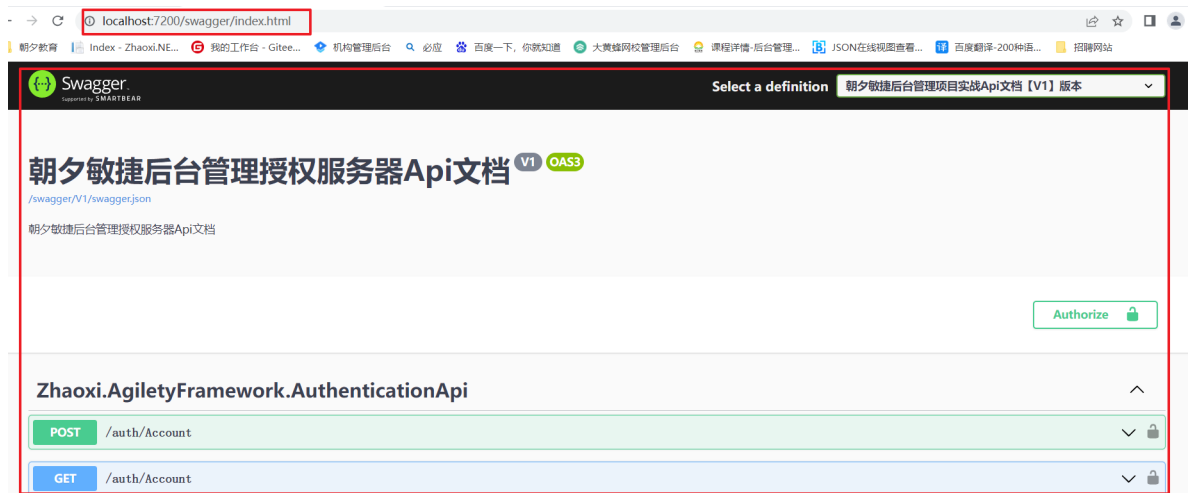 localhost:7200/swagger/index.html
朝夕教育 Index - Zhaoxi.NE... 我的工作台 - Gitee... 机构管理后台 必应 百度一下，你就知道 大黄蜂网校管理后台 课程详情-后台管理... JSON在线视图查看... 百度翻译-200种语... 招聘网站
Swagger.
Supported by SMARTBEAR
Select a definition 朝夕敏捷后台管理项目实战Api文档【V1】版本
朝夕敏捷后台管理授权服务器Api文档 V1 OAS3
/swagger/V1/swagger.json
朝夕敏捷后台管理授权服务器Api文档
Authorize
Zhaoxi.AgiletyFramework.AuthenticationApi
POST /auth/Account
GET /auth/Account